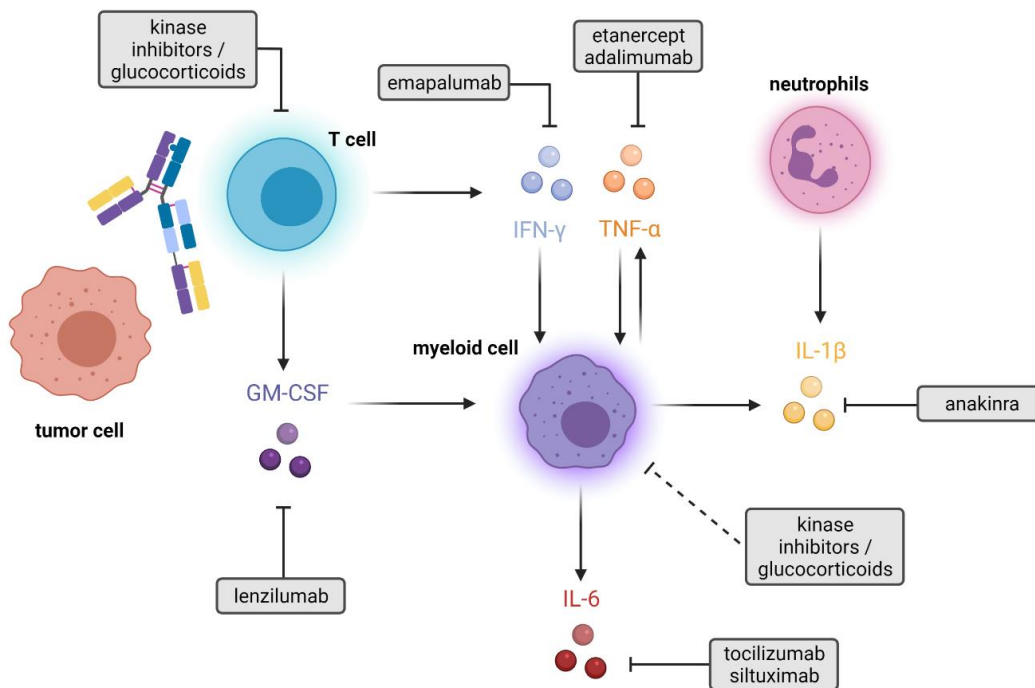 kinase
inhibitors /
glucocorticoids
etanercept
adalimumab
emapalumab
neutrophils
T cell
IFN-γ
TNF-α
myeloid cell
IL-1β
GM-CSF
anakinra
tumor cell
kinase
inhibitors /
glucocorticoids
lenzilumab
IL-6
tocilizumab
siltuximab